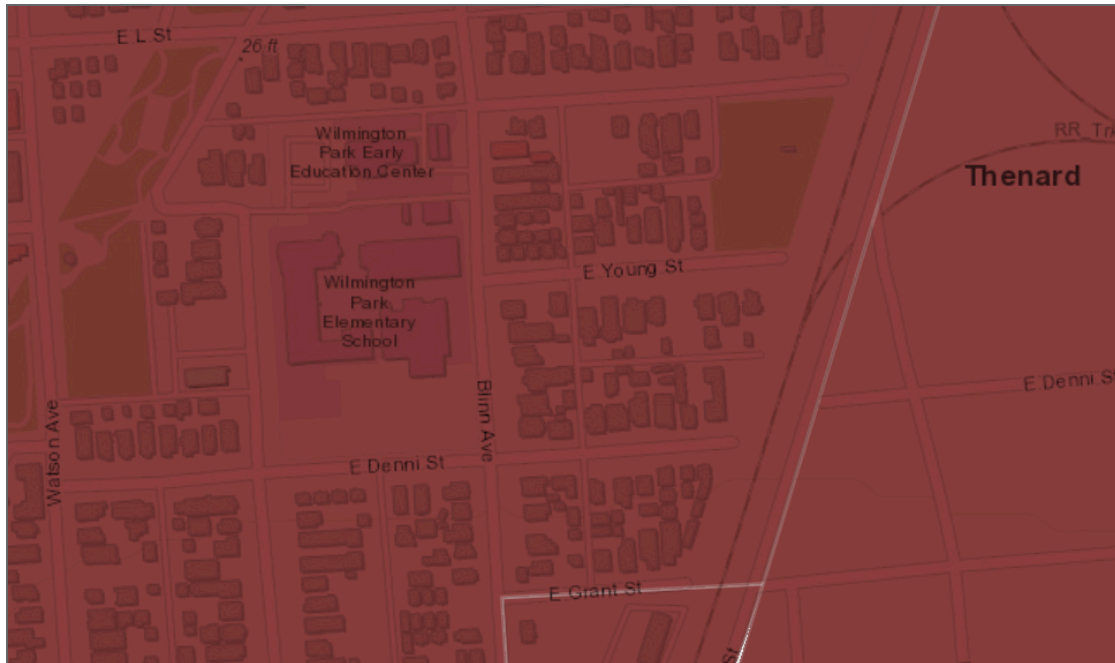 E L St
26 ft
Wilmington
Park Early
Education Center
RR
Thenard
E Young St
Wilmington
Park
Elementary
School
E Denni St
Blinn Ave
Watson Ave
E Denni St
E Grant St
St